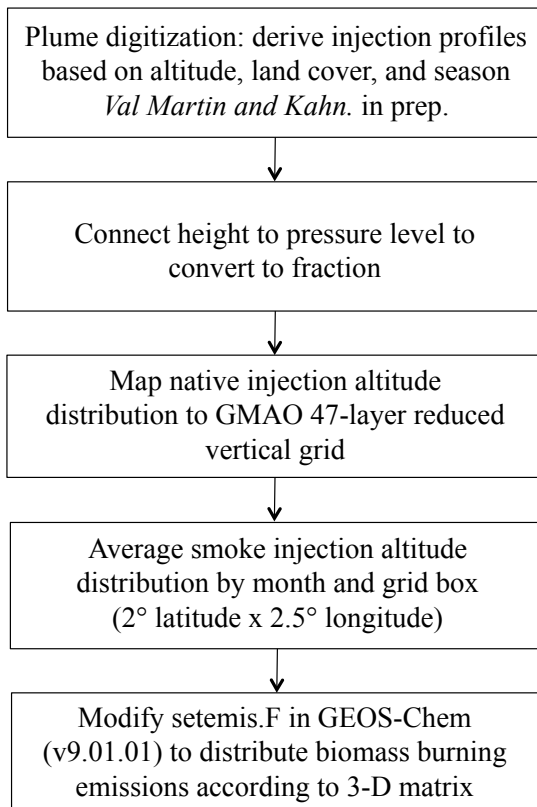 Plume digitization: derive injection profiles
based on altitude, land cover, and season
Val Martin and Kahn. in prep.
Connect height to pressure level to
convert to fraction
Map native injection altitude
distribution to GMAO 47-layer reduced
vertical grid
Average smoke injection altitude
distribution by month and grid box
(2° latitude x 2.5° longitude)
Modify setemis.F in GEOS-Chem
(v9.01.01) to distribute biomass burning
emissions according to 3-D matrix